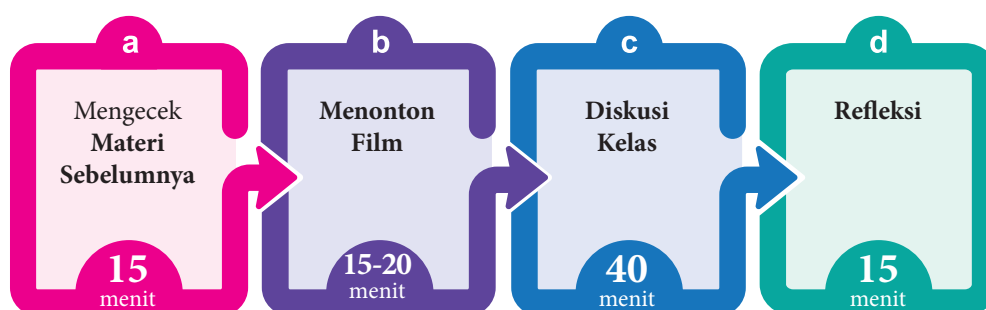 a
Mengecek
Materi
Sebelumnya
15
menit
b
Menonton
Film
15-20
menit
c
Diskusi
Kelas
40
menit
d
Refleksi
15
menit